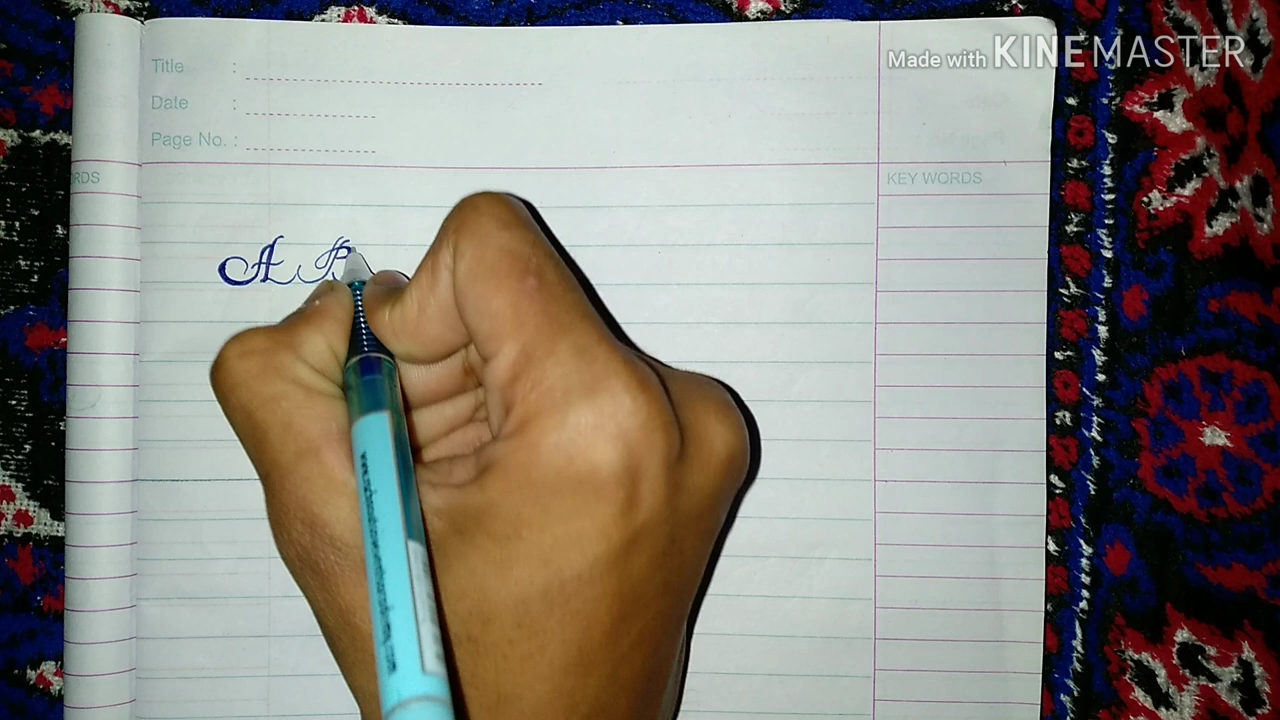 Made with KINEMASTER
Title :
Date :
Page No. :
RDS
KEY WORDS
A B